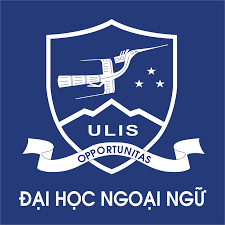 ULIS
OPPORTUNITAS
ĐẠI HỌC NGOẠI NGỮ